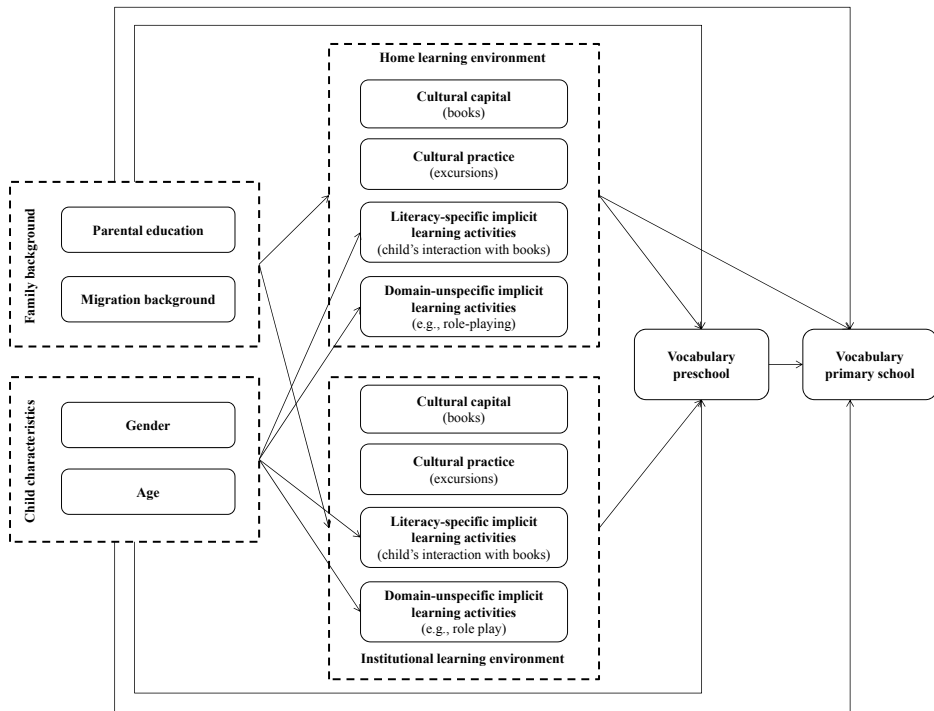 Home learning environment
Cultural capital
(books)
Cultural practice
(excursions)
Literacy-specific implicit
learning activities
(child's interaction with books)
Domain-unspecific implicit
learning activities
(e.g., role-playing)
Family background
Parental education
Migration background
Child characteristics
Gender
Age
Cultural capital
(books)
Cultural practice
(excursions)
Literacy-specific implicit
learning activities
(child's interaction with books)
Domain-unspecific implicit
learning activities
(e.g., role play)
Institutional learning environment
Vocabulary
preschool
Vocabulary
primary school